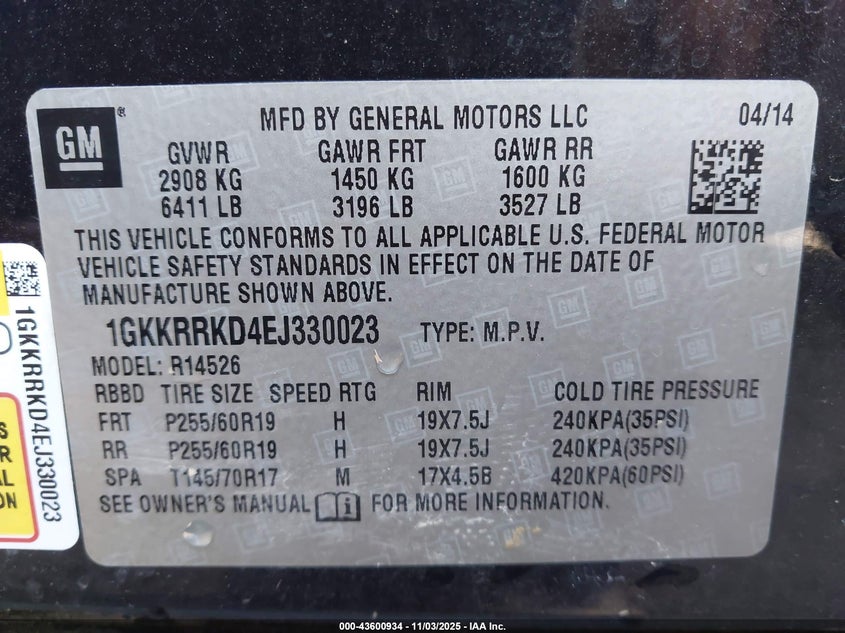 GM
®
MFD BY GENERAL MOTORS LLC 04/14
GVWR GAWR FRT GAWR RR
2908 KG 1450 KG 1600 KG
6411 LB 3196 LB 3527 LB
THIS VEHICLE CONFORMS TO ALL APPLICABLE U.S. FEDERAL MOTOR
VEHICLE SAFETY STANDARDS IN EFFECT ON THE DATE OF
MANUFACTURE SHOWN ABOVE.
1GKKRRKD4EJ330023 TYPE: M.P.V.
MODEL: R14526
RBBD TIRE SIZE SPEED RTG RIM COLD TIRE PRESSURE
FRT P255/60R19 H 19X7.5J 240KPA(35PSI)
RR P255/60R19 H 19X7.5J 240KPA(35PSI)
SPA T145/70R17 M 17X4.5B 420KPA(60PSI)
SEE OWNER'S MANUAL FOR MORE INFORMATION.
1GKKRRKD4EJ330023
000-43600934 - 11/03/2025 - IAA Inc.